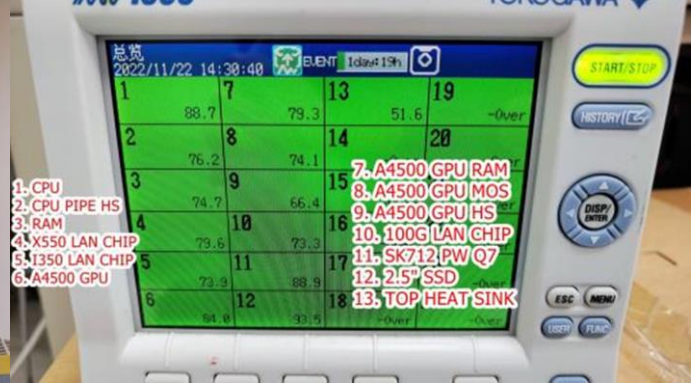 YOKOGAWA
总览
2022/11/22 14:30:40 EVENT 1day+19h
1 88.7 7 79.3 13 51.6 19 -Over
2 76.2 8 74.1 14 20
3 74.7 9 66.4 15
4 79.6 10 73.3 16
5 73.9 11 88.9 17
6 84.0 12 93.5 18 -Over -Over
1. CPU
2. CPU PIPE HS
3. RAM
4. X550 LAN CHIP
5. I350 LAN CHIP
6. A4500 GPU
7. A4500 GPU RAM
8. A4500 GPU MOS
9. A4500 GPU HS
10. 100G LAN CHIP
11. SK712 PW Q7
12. 2.5" SSD
13. TOP HEAT SINK
START/STOP
HISTORY
DISP/
ENTER
ESC MENU
USER FUNC